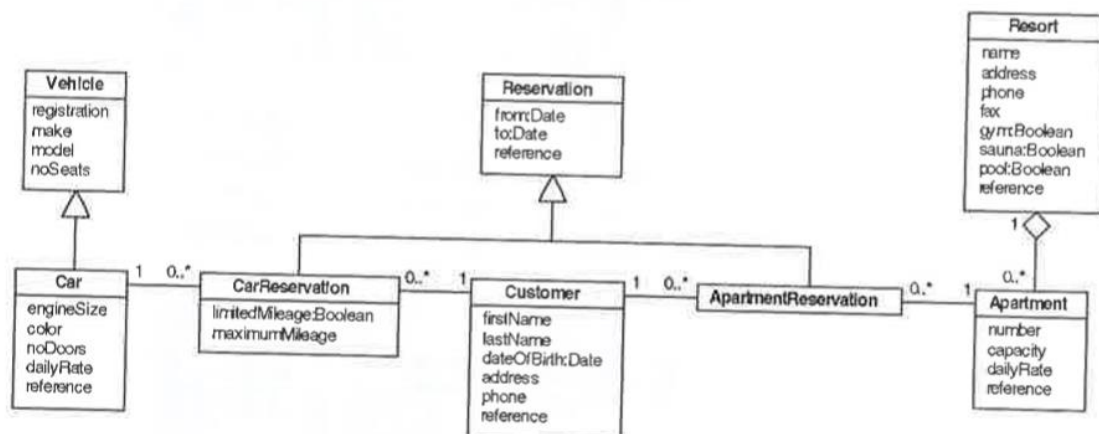 Vehicle
registration
make
model
noSeats
Reservation
from:Date
to:Date
reference
Resort
name
address
phone
fax
gym:Boolean
sauna:Boolean
pool:Boolean
reference
1
Car
engineSize
color
noDoors
dailyRate
reference
1
0..*
CarReservation
limitedMileage:Boolean
maximumMileage
0..*
1
Customer
firstName
lastName
dateOfBirth:Date
address
phone
reference
1
0..*
ApartmentReservation
0..*
1
0..*
Apartment
number
capacity
dailyRate
reference